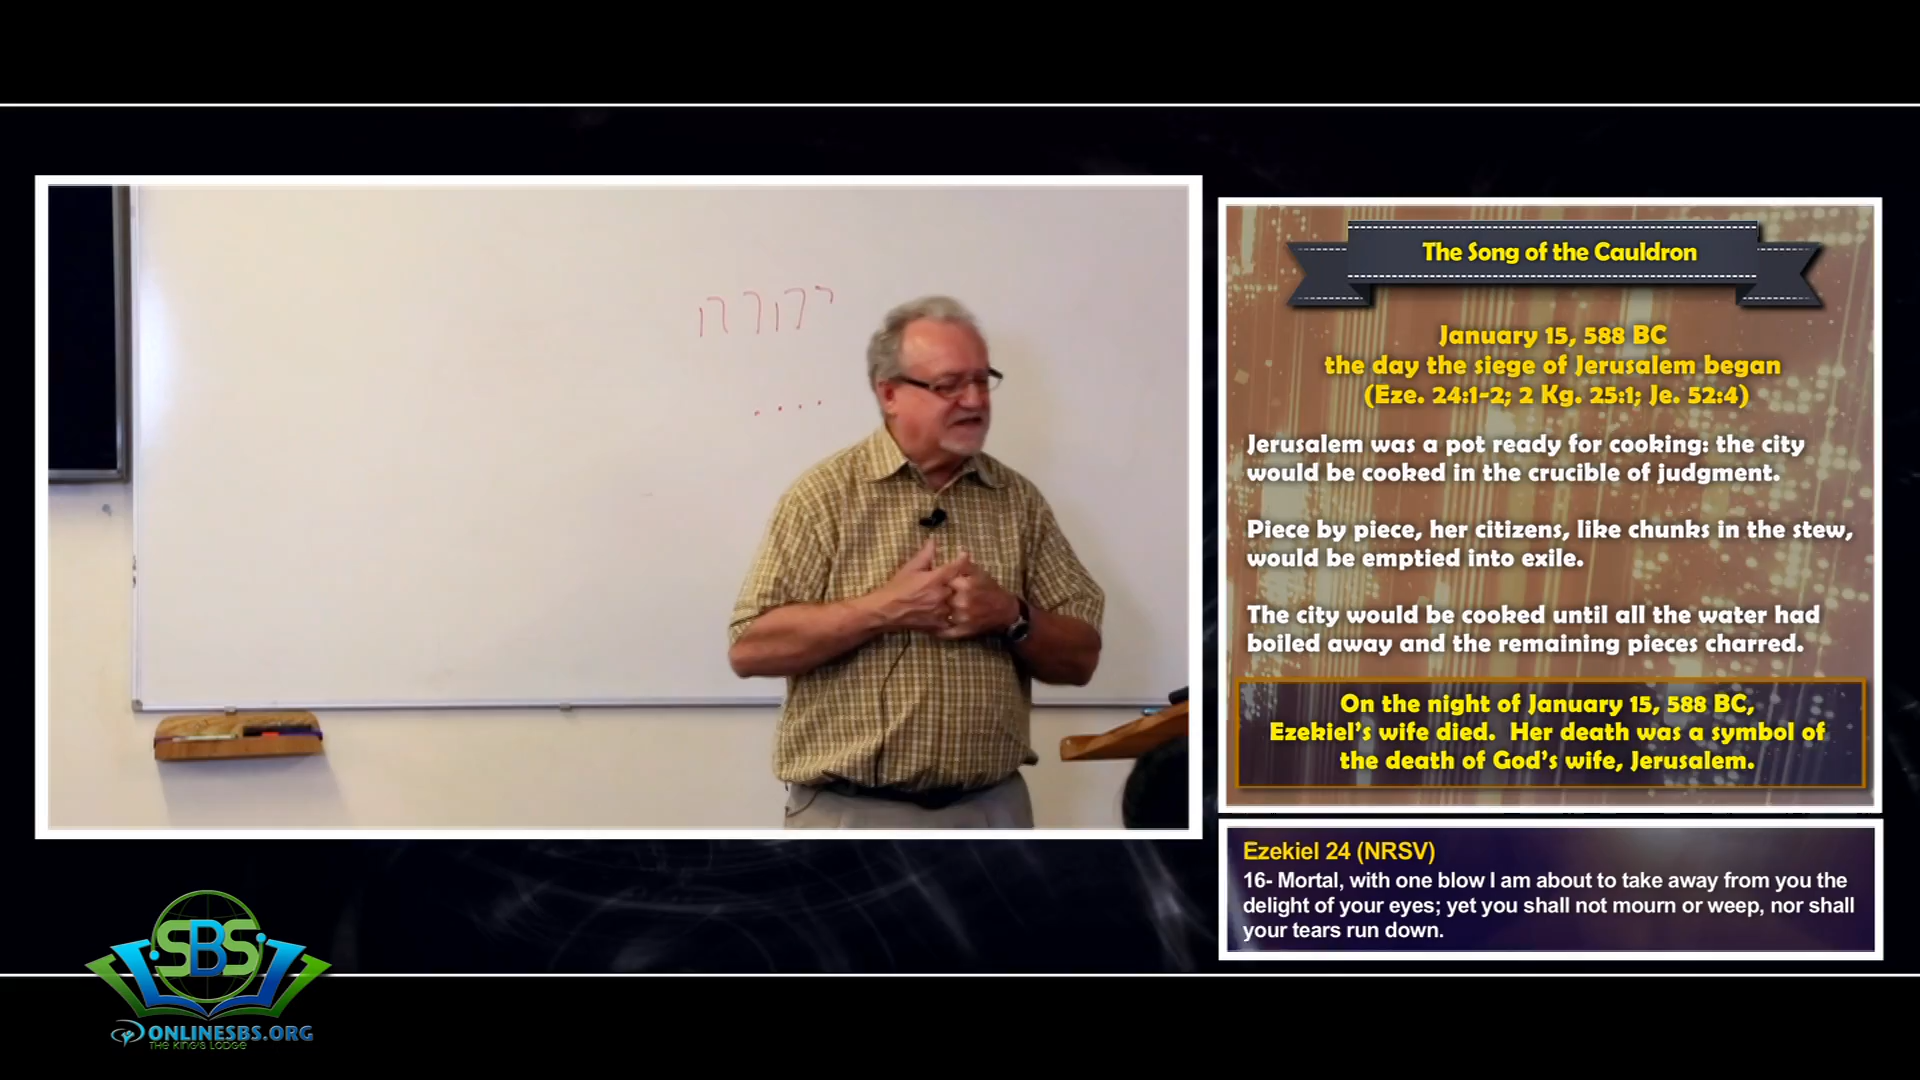 יהוה
. . . .
The Song of the Cauldron
January 15, 588 BC
the day the siege of Jerusalem began
(Eze. 24:1-2; 2 Kg. 25:1; Je. 52:4)
Jerusalem was a pot ready for cooking: the city
would be cooked in the crucible of judgment.
Piece by piece, her citizens, like chunks in the stew,
would be emptied into exile.
The city would be cooked until all the water had
boiled away and the remaining pieces charred.
On the night of January 15, 588 BC,
Ezekiel's wife died. Her death was a symbol of
the death of God's wife, Jerusalem.
Ezekiel 24 (NRSV)
16- Mortal, with one blow I am about to take away from you the
delight of your eyes; yet you shall not mourn or weep, nor shall
your tears run down.
SBS
ONLINESBS.ORG
THE KING'S LODGE